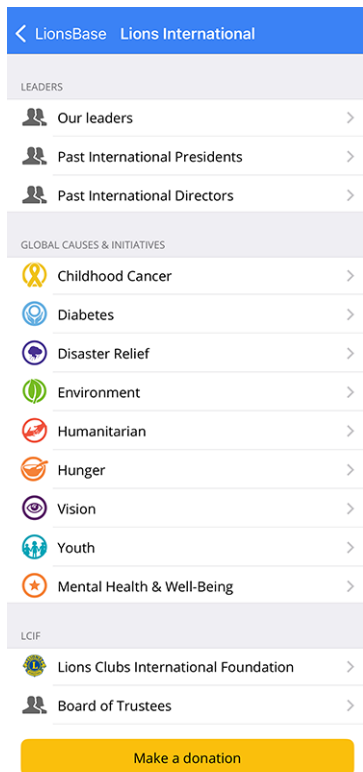 LionsBase Lions International
LEADERS
Our leaders
Past International Presidents
Past International Directors
GLOBAL CAUSES & INITIATIVES
Childhood Cancer
Diabetes
Disaster Relief
Environment
Humanitarian
Hunger
Vision
Youth
Mental Health & Well-Being
LCIF
Lions Clubs International Foundation
Board of Trustees
Make a donation